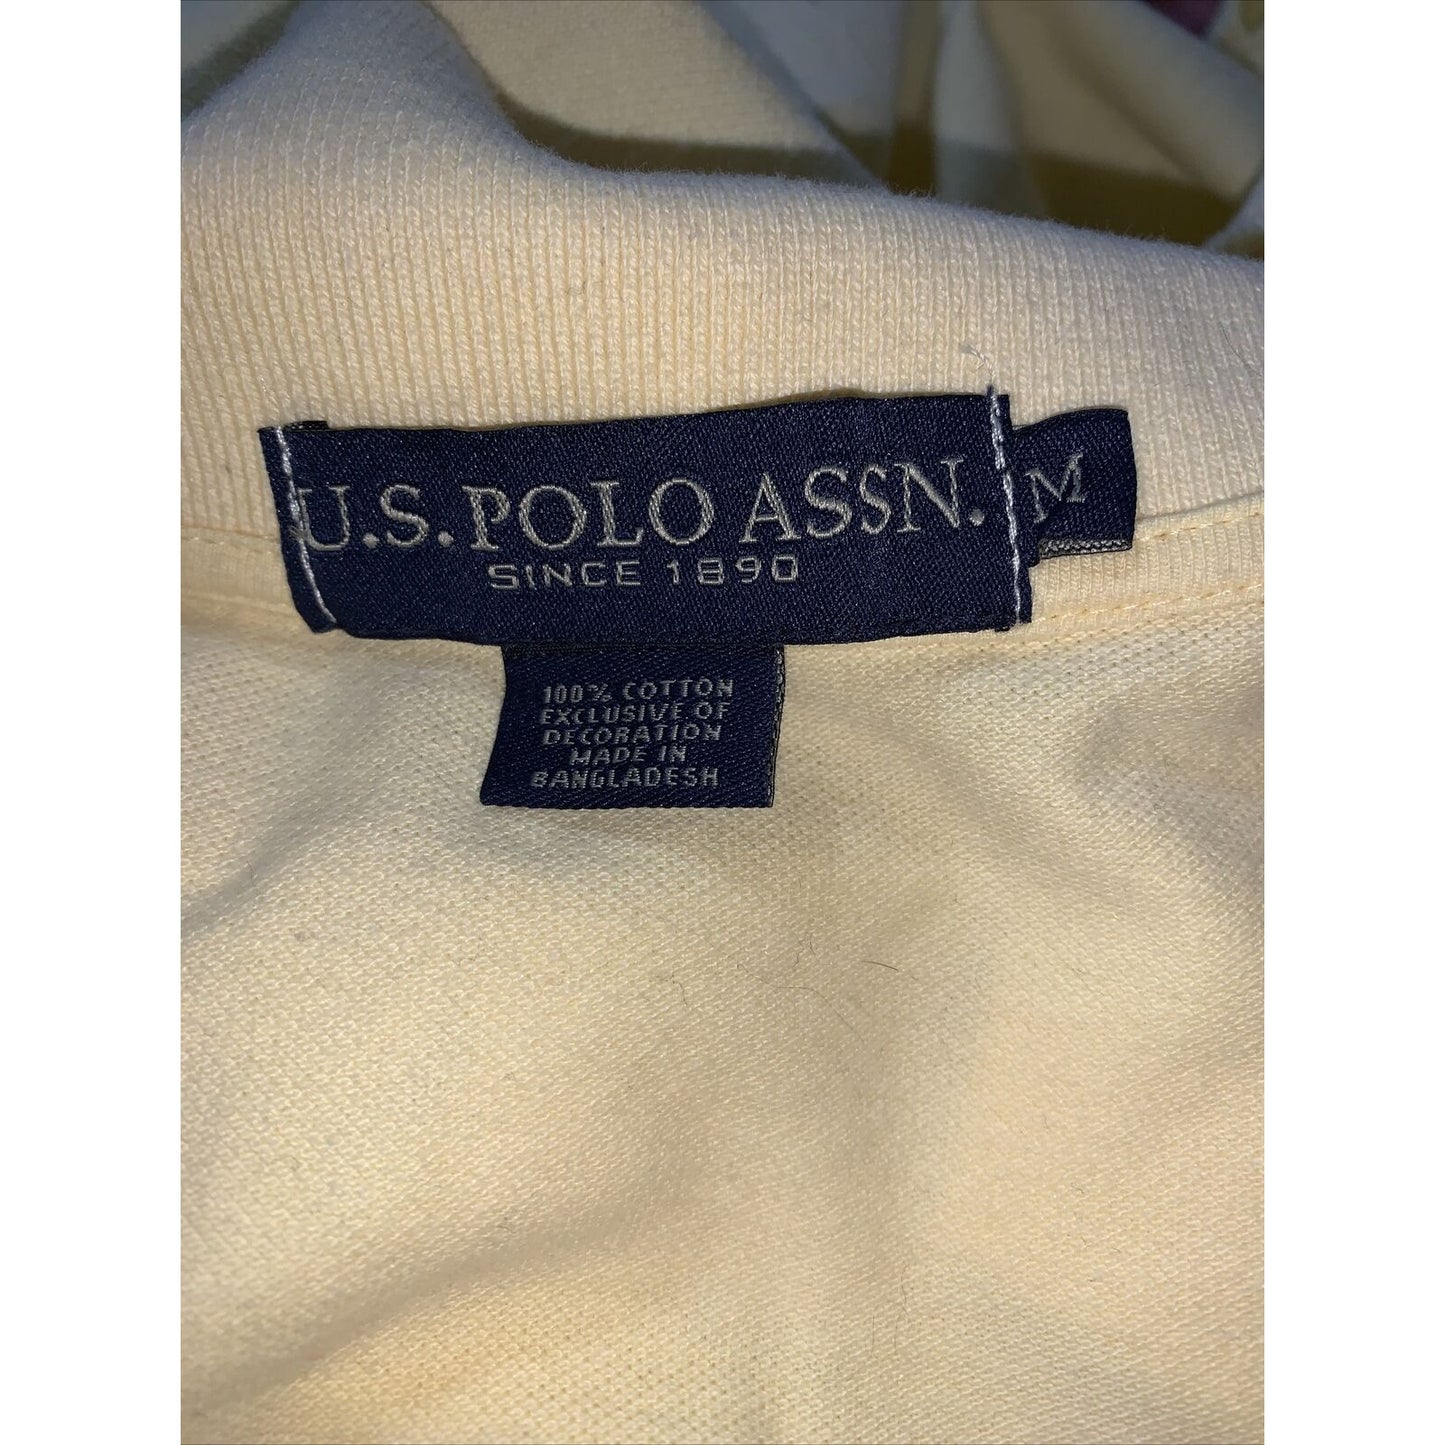 U.S. POLO ASSN.
SINCE 1890
M
100% COTTON
EXCLUSIVE OF
DECORATION
MADE IN
BANGLADESH